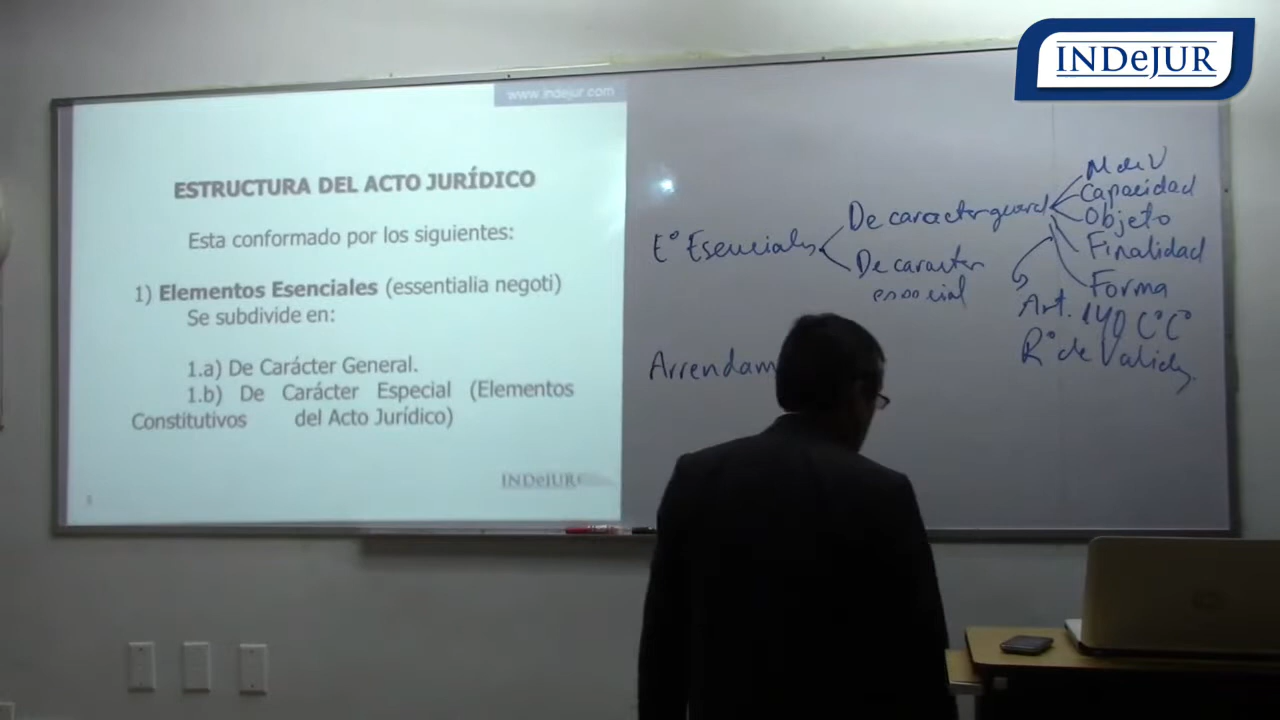 INDeJUR
www.indejur.com
ESTRUCTURA DEL ACTO JURÍDICO
Esta conformado por los siguientes:
1) Elementos Esenciales (essentialia negoti)
Se subdivide en:
1.a) De Carácter General.
1.b) De Carácter Especial (Elementos
Constitutivos del Acto Jurídico)
INDeJUR
E° Esenciales
De caracter general
De caracter
especial
M de V
Capacidad
Objeto
Finalidad
Forma
Art. 140 C°C°
R° de Validez
Arrendam